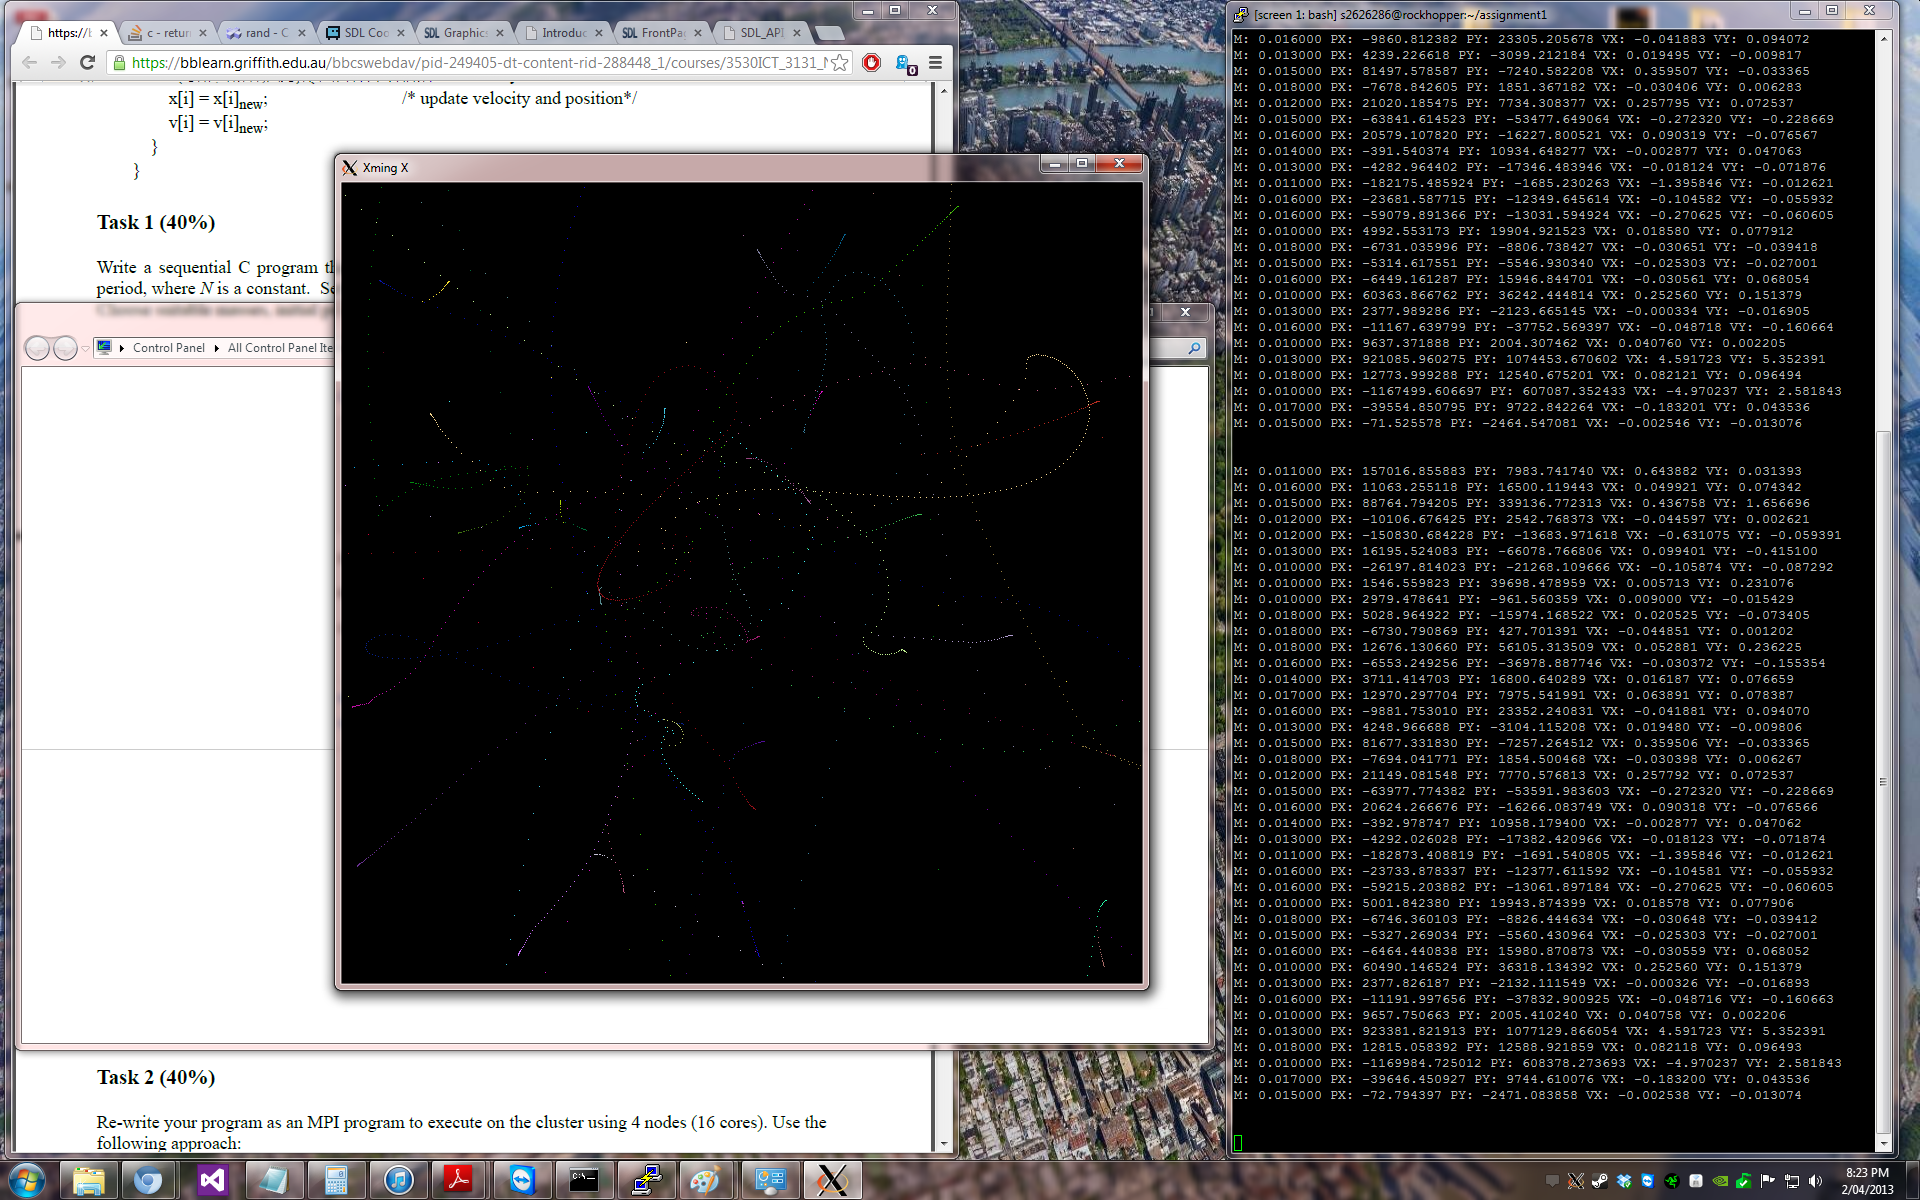 https://b
c - retur
rand - C
SDL Coo
SDL Graphics
Introduc
SDL FrontPa
SDL_API
https://bblearn.griffith.edu.au/bbcswebdav/pid-249405-dt-content-rid-288448_1/courses/3530ICT_3131_
x[i] = x[i]new; /* update velocity and position*/
v[i] = v[i]new;
}
}
Task 1 (40%)
Write a sequential C program
period, where N is a constant.
Control Panel All Control Panel Ite
Xming X
Task 2 (40%)
Re-write your program as an MPI program to execute on the cluster using 4 nodes (16 cores). Use the
following approach:
[screen 1: bash] s2626286@rockhopper:~/assignment1
M: 0.016000 PX: -9860.812382 PY: 23305.205678 VX: -0.041883 VY: 0.094072
M: 0.013000 PX: 4239.226618 PY: -3099.212184 VX: 0.019495 VY: -0.009817
M: 0.015000 PX: 81497.578587 PY: -7240.582208 VX: 0.359507 VY: -0.033365
M: 0.018000 PX: -7678.842605 PY: 1851.367182 VX: -0.030406 VY: 0.006283
M: 0.012000 PX: 21020.185475 PY: 7734.308377 VX: 0.257795 VY: 0.072537
M: 0.015000 PX: -63841.614523 PY: -53477.649064 VX: -0.272320 VY: -0.228669
M: 0.016000 PX: 20579.107820 PY: -16227.800521 VX: 0.090319 VY: -0.076567
M: 0.014000 PX: -391.540374 PY: 10934.648277 VX: -0.002877 VY: 0.047063
M: 0.013000 PX: -4282.964402 PY: -17346.483946 VX: -0.018124 VY: -0.071876
M: 0.011000 PX: -182175.485924 PY: -1685.230263 VX: -1.395846 VY: -0.012621
M: 0.016000 PX: -23681.587715 PY: -12349.645614 VX: -0.104582 VY: -0.055932
M: 0.016000 PX: -59079.891366 PY: -13031.594924 VX: -0.270625 VY: -0.060605
M: 0.010000 PX: 4992.553173 PY: 19904.921523 VX: 0.018580 VY: 0.077912
M: 0.018000 PX: -6731.035996 PY: -8806.738427 VX: -0.030651 VY: -0.039418
M: 0.015000 PX: -5314.617551 PY: -5546.930340 VX: -0.025303 VY: -0.027001
M: 0.016000 PX: -6449.161287 PY: 15946.844701 VX: -0.030561 VY: 0.068054
M: 0.010000 PX: 60363.866762 PY: 36242.444814 VX: 0.252560 VY: 0.151379
M: 0.013000 PX: 2377.989286 PY: -2123.665145 VX: -0.000334 VY: -0.016905
M: 0.016000 PX: -11167.639799 PY: -37752.569397 VX: -0.048718 VY: -0.160664
M: 0.010000 PX: 9637.371888 PY: 2004.307462 VX: 0.040760 VY: 0.002205
M: 0.013000 PX: 921085.960275 PY: 1074453.670602 VX: 4.591723 VY: 5.352391
M: 0.018000 PX: 12773.999288 PY: 12540.675201 VX: 0.082121 VY: 0.096494
M: 0.010000 PX: -1167499.606697 PY: 607087.352433 VX: -4.970237 VY: 2.581843
M: 0.017000 PX: -39554.850795 PY: 9722.842264 VX: -0.183201 VY: 0.043536
M: 0.015000 PX: -71.525578 PY: -2464.547081 VX: -0.002546 VY: -0.013076
M: 0.011000 PX: 157016.855883 PY: 7983.741740 VX: 0.643882 VY: 0.031393
M: 0.016000 PX: 11063.255118 PY: 16500.119443 VX: 0.049921 VY: 0.074342
M: 0.015000 PX: 88764.794205 PY: 339136.772313 VX: 0.436758 VY: 1.656696
M: 0.012000 PX: -10106.676425 PY: 2542.768373 VX: -0.044597 VY: 0.002621
M: 0.012000 PX: -150830.684228 PY: -13683.971618 VX: -0.631075 VY: -0.059391
M: 0.013000 PX: 16195.524083 PY: -66078.766806 VX: 0.099401 VY: -0.415100
M: 0.010000 PX: -26197.814023 PY: -21268.109666 VX: -0.105874 VY: -0.087292
M: 0.010000 PX: 1546.559823 PY: 39698.478959 VX: 0.005713 VY: 0.231076
M: 0.010000 PX: 2979.478641 PY: -961.560359 VX: 0.009000 VY: -0.015429
M: 0.018000 PX: 5028.964922 PY: -15974.168522 VX: 0.020525 VY: -0.073405
M: 0.018000 PX: -6730.790869 PY: 427.701391 VX: -0.044851 VY: 0.001202
M: 0.018000 PX: 12676.130660 PY: 56105.313509 VX: 0.052881 VY: 0.236225
M: 0.016000 PX: -6553.249256 PY: -36978.887746 VX: -0.030372 VY: -0.155354
M: 0.014000 PX: 3711.414703 PY: 16800.640289 VX: 0.016187 VY: 0.076659
M: 0.017000 PX: 12970.297704 PY: 7975.541991 VX: 0.063891 VY: 0.078387
M: 0.016000 PX: -9881.753010 PY: 23352.240831 VX: -0.041881 VY: 0.094070
M: 0.013000 PX: 4248.966688 PY: -3104.115208 VX: 0.019480 VY: -0.009806
M: 0.015000 PX: 81677.331830 PY: -7257.264512 VX: 0.359506 VY: -0.033365
M: 0.018000 PX: -7694.041771 PY: 1854.500468 VX: -0.030398 VY: 0.006267
M: 0.012000 PX: 21149.081548 PY: 7770.576813 VX: 0.257792 VY: 0.072537
M: 0.015000 PX: -63977.774382 PY: -53591.983603 VX: -0.272320 VY: -0.228669
M: 0.016000 PX: 20624.266676 PY: -16266.083749 VX: 0.090318 VY: -0.076566
M: 0.014000 PX: -392.978747 PY: 10958.179400 VX: -0.002877 VY: 0.047062
M: 0.013000 PX: -4292.026028 PY: -17382.420966 VX: -0.018123 VY: -0.071874
M: 0.011000 PX: -182873.408819 PY: -1691.540805 VX: -1.395846 VY: -0.012621
M: 0.016000 PX: -23733.878337 PY: -12377.611592 VX: -0.104581 VY: -0.055932
M: 0.016000 PX: -59215.203882 PY: -13061.897184 VX: -0.270625 VY: -0.060605
M: 0.010000 PX: 5001.842380 PY: 19943.874399 VX: 0.018578 VY: 0.077906
M: 0.018000 PX: -6746.360103 PY: -8826.444634 VX: -0.030648 VY: -0.039412
M: 0.015000 PX: -5327.269034 PY: -5560.430964 VX: -0.025303 VY: -0.027001
M: 0.016000 PX: -6464.440838 PY: 15980.870873 VX: -0.030559 VY: 0.068052
M: 0.010000 PX: 60490.146524 PY: 36318.134392 VX: 0.252560 VY: 0.151379
M: 0.013000 PX: 2377.826187 PY: -2132.111549 VX: -0.000326 VY: -0.016893
M: 0.016000 PX: -11191.997656 PY: -37832.900925 VX: -0.048716 VY: -0.160663
M: 0.010000 PX: 9657.750663 PY: 2005.410240 VX: 0.040758 VY: 0.002206
M: 0.013000 PX: 923381.821913 PY: 1077129.866054 VX: 4.591723 VY: 5.352391
M: 0.018000 PX: 12815.058392 PY: 12588.921859 VX: 0.082118 VY: 0.096493
M: 0.010000 PX: -1169984.725012 PY: 608378.273693 VX: -4.970237 VY: 2.581843
M: 0.017000 PX: -39646.450927 PY: 9744.610076 VX: -0.183200 VY: 0.043536
M: 0.015000 PX: -72.794397 PY: -2471.083858 VX: -0.002538 VY: -0.013074
8:23 PM
2/04/2013